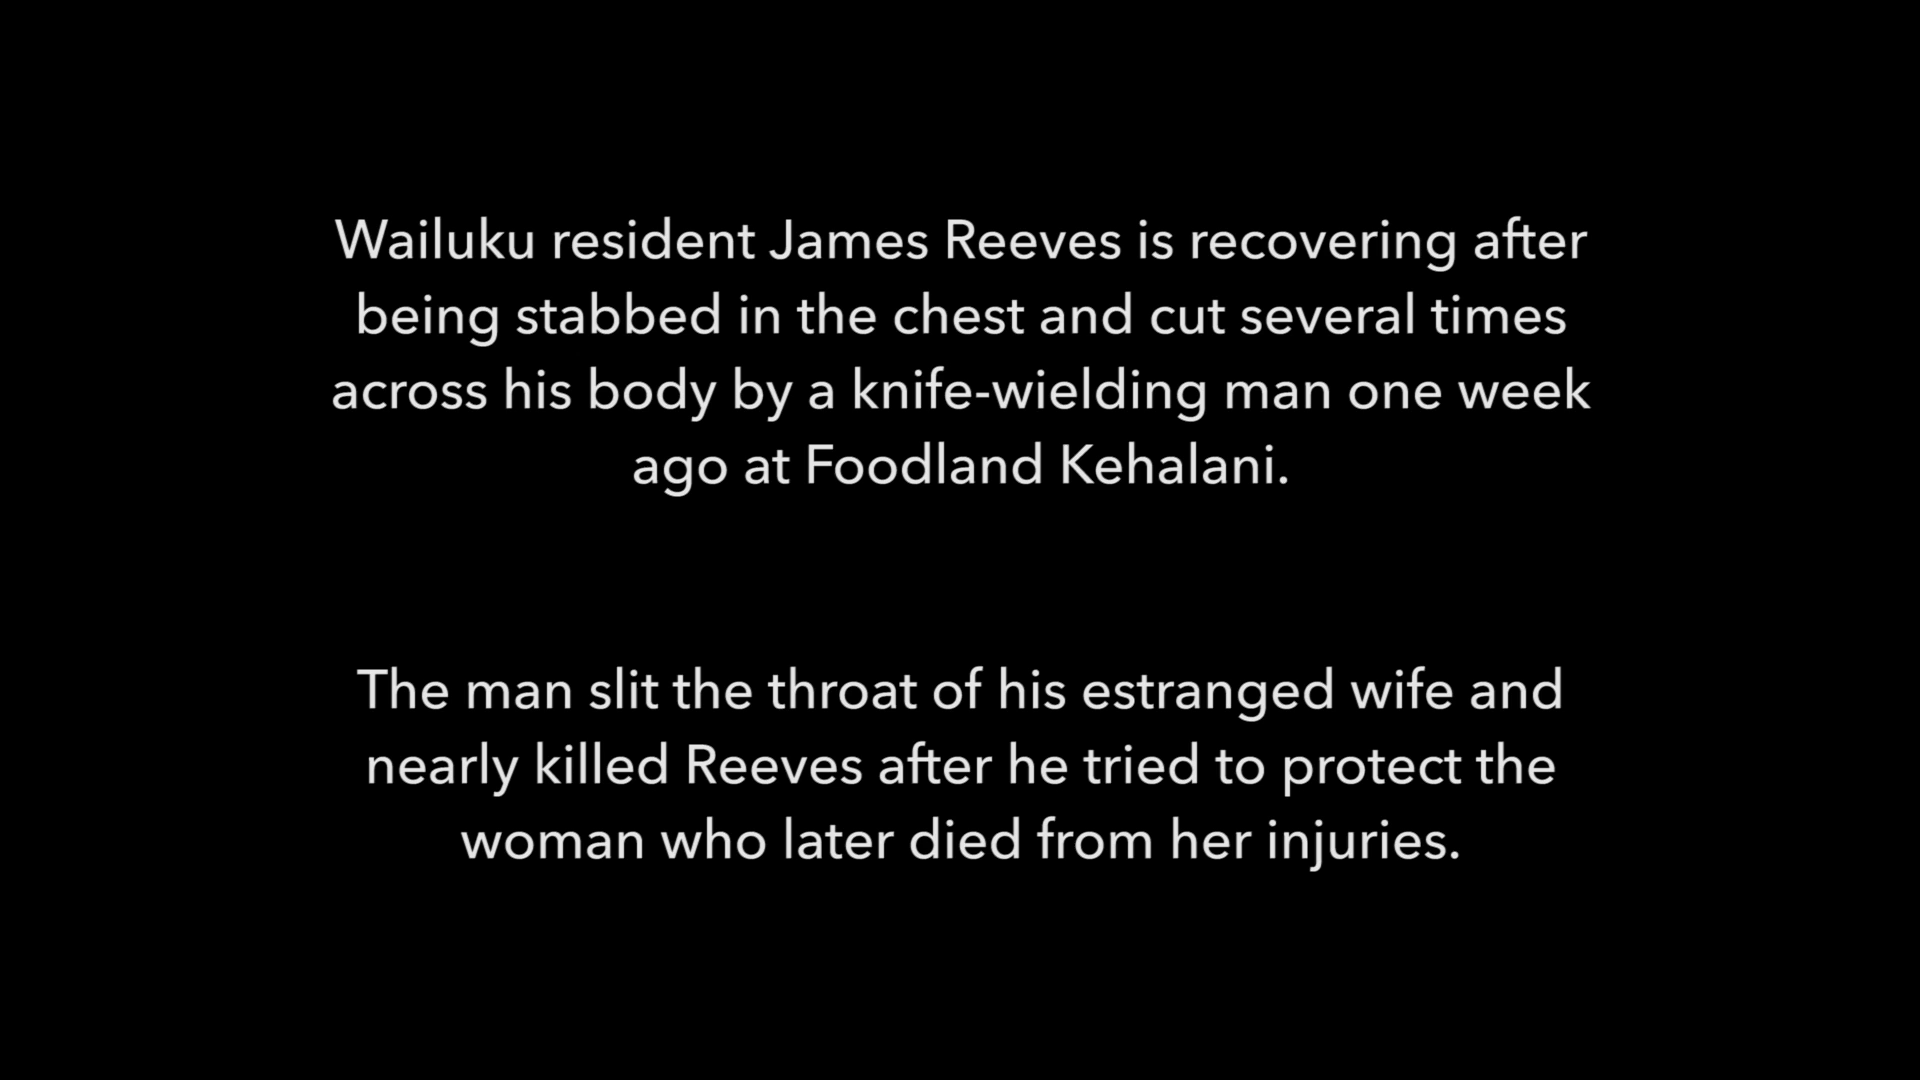 Wailuku resident James Reeves is recovering after
being stabbed in the chest and cut several times
across his body by a knife-wielding man one week
ago at Foodland Kehalani.
The man slit the throat of his estranged wife and
nearly killed Reeves after he tried to protect the
woman who later died from her injuries.